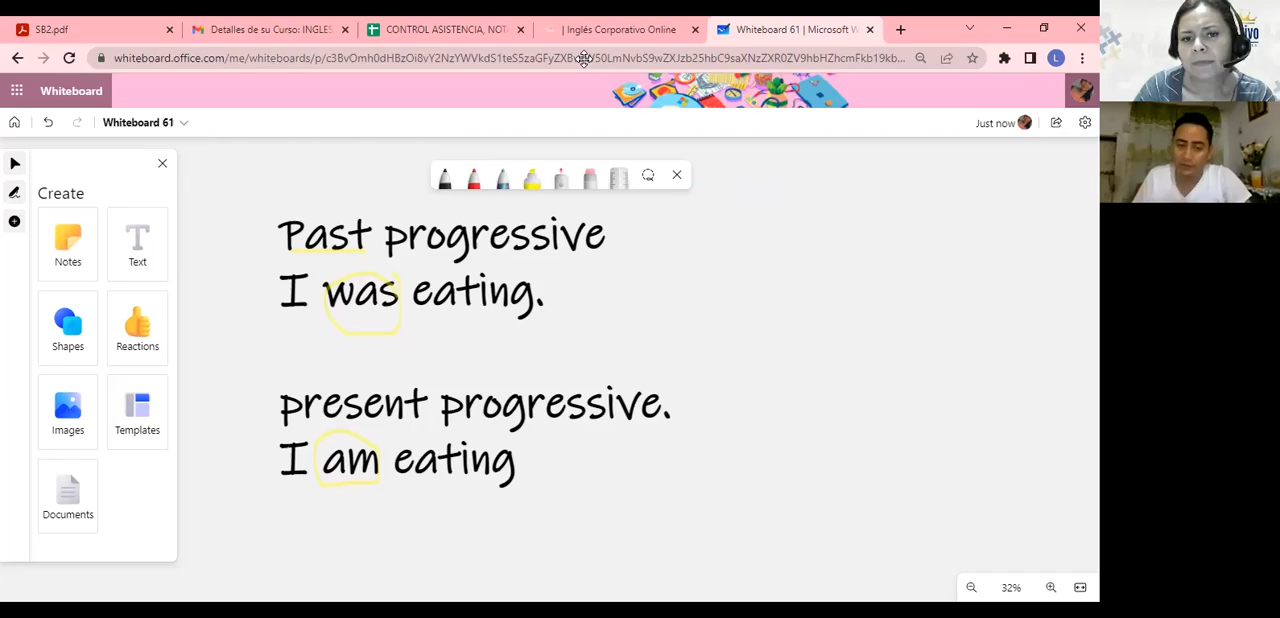 SB2.pdf
Detalles de su Curso: INGLES
CONTROL ASISTENCIA, NOTA
| Inglés Corporativo Online
Whiteboard 61 | Microsoft W
Whiteboard
Whiteboard 61
Just now
Create
Notes
Text
Shapes
Reactions
Images
Templates
Documents
Past progressive
I was eating.
present progressive.
I am eating
32%